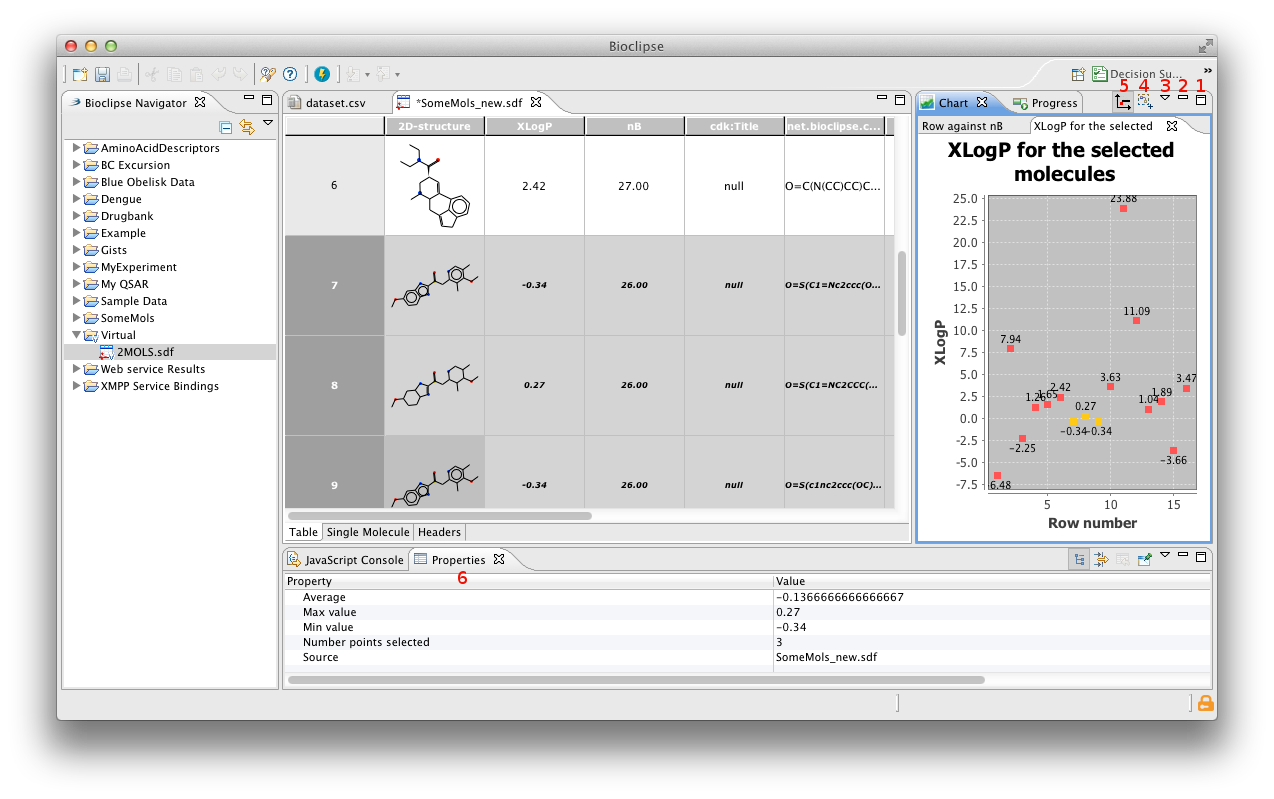 Bioclipse
Decision Su... »
5 4 3 2 1
Bioclipse Navigator
AminoAcidDescriptors
BC Excursion
Blue Obelisk Data
Dengue
Drugbank
Example
Gists
MyExperiment
My QSAR
Sample Data
SomeMols
Virtual
2MOLS.sdf
Web service Results
XMPP Service Bindings
dataset.csv *SomeMols_new.sdf
2D-structure XLogP nB cdk:Title net.bioclipse.c...
6 2.42 27.00 null O=C(N(CC)CC)C...
7 -0.34 26.00 null O=S(C1=Nc2ccc(O...
8 0.27 26.00 null O=S(C1=NC2CCC(...
9 -0.34 26.00 null O=S(c1nc2ccc(OC)...
Table Single Molecule Headers
Chart Progress
Row against nB XLogP for the selected
XLogP for the selected
molecules
XLogP
25.0
22.5
20.0
17.5
15.0
12.5
10.0
7.5
5.0
2.5
0.0
-2.5
-5.0
-7.5
23.88
11.09
7.94
3.63
3.47
2.42
1.26
1.65
1.89
1.04
0.27
-0.34
-0.34
-2.25
-3.66
6.48
5 10 15
Row number
JavaScript Console Properties
6
Property Value
Average -0.1366666666666667
Max value 0.27
Min value -0.34
Number points selected 3
Source SomeMols_new.sdf